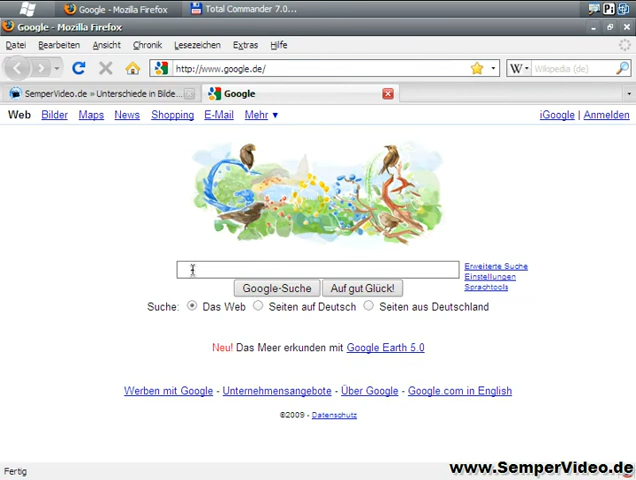 Google - Mozilla Firefox
Total Commander 7.0...
Google - Mozilla Firefox
Datei Bearbeiten Ansicht Chronik Lesezeichen Extras Hilfe
http://www.google.de/
W Wikipedia (de)
SemperVideo.de » Unterschiede in Bilde...
Google
Web Bilder Maps News Shopping E-Mail Mehr ▼
iGoogle | Anmelden
Erweiterte Suche
Einstellungen
Sprachtools
Google-Suche Auf gut Glück!
Suche: Das Web Seiten auf Deutsch Seiten aus Deutschland
Neu! Das Meer erkunden mit Google Earth 5.0
Werben mit Google - Unternehmensangebote - Über Google - Google.com in English
©2009 - Datenschutz
Fertig
www.SemperVideo.de